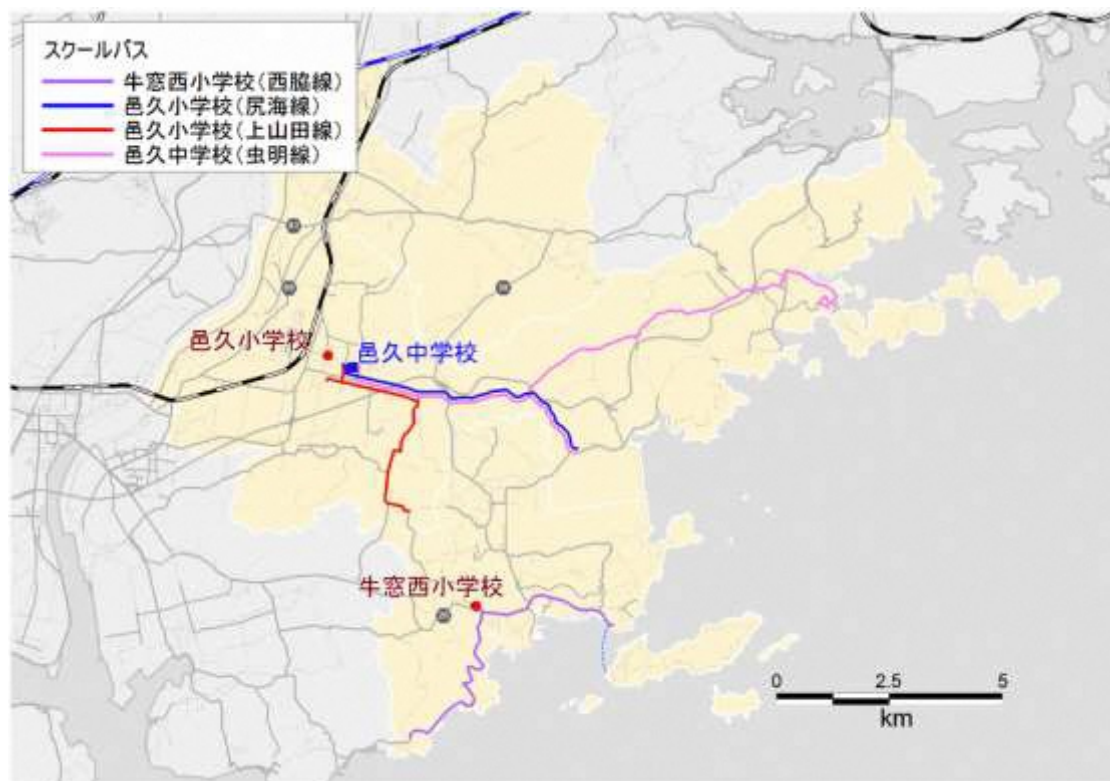 スクールバス
牛窓西小学校(西脇線)
邑久小学校(尻海線)
邑久小学校(上山田線)
邑久中学校(虫明線)
邑久小学校
邑久中学校
牛窓西小学校
0 2.5 5
km